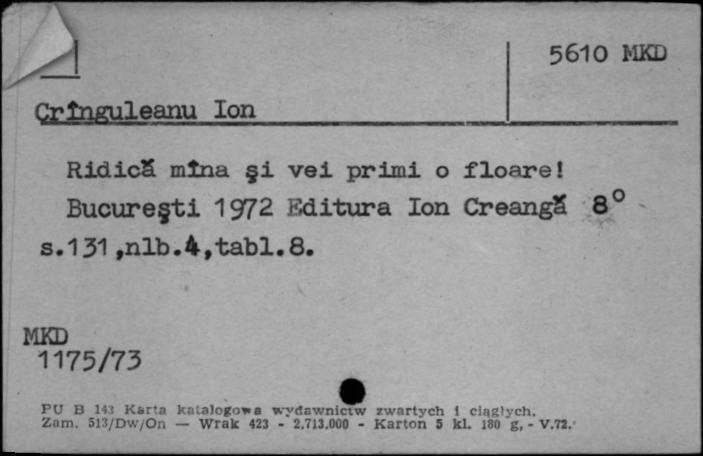 5610 MKD
Crînguleanu Ion
Ridică mîna şi vei primi o floare!
Bucureşti 1972 Editura Ion Creangă 8°
s.131,nlb.4,tabl.8.
MKD
1175/73
PU B 143 Karta katalogowa wydawnictw zwartych i ciągłych.
Zam. 513/Dw/On — Wrak 423 - 2.713.000 - Karton 5 kl. 180 g, - V.72.